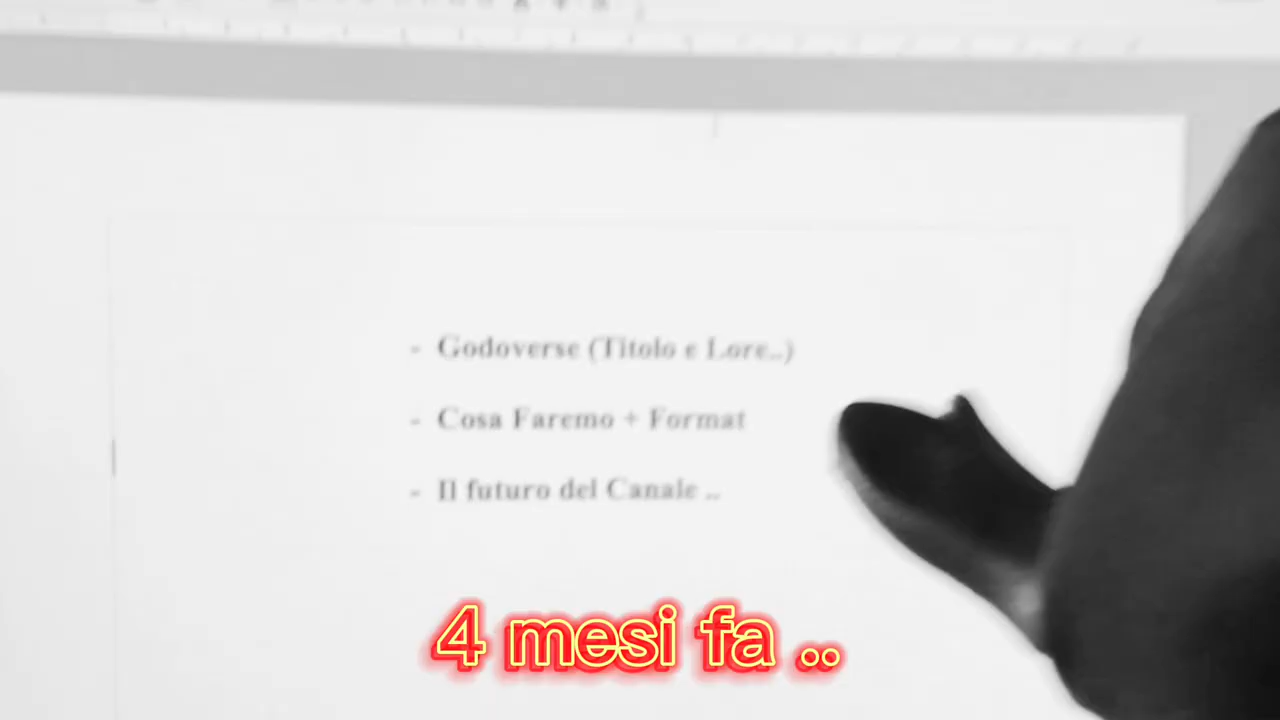 - Godoverse (Titolo e Lore..)
- Cosa Faremo + Format
- Il futuro del Canale ..
4 mesi fa ..